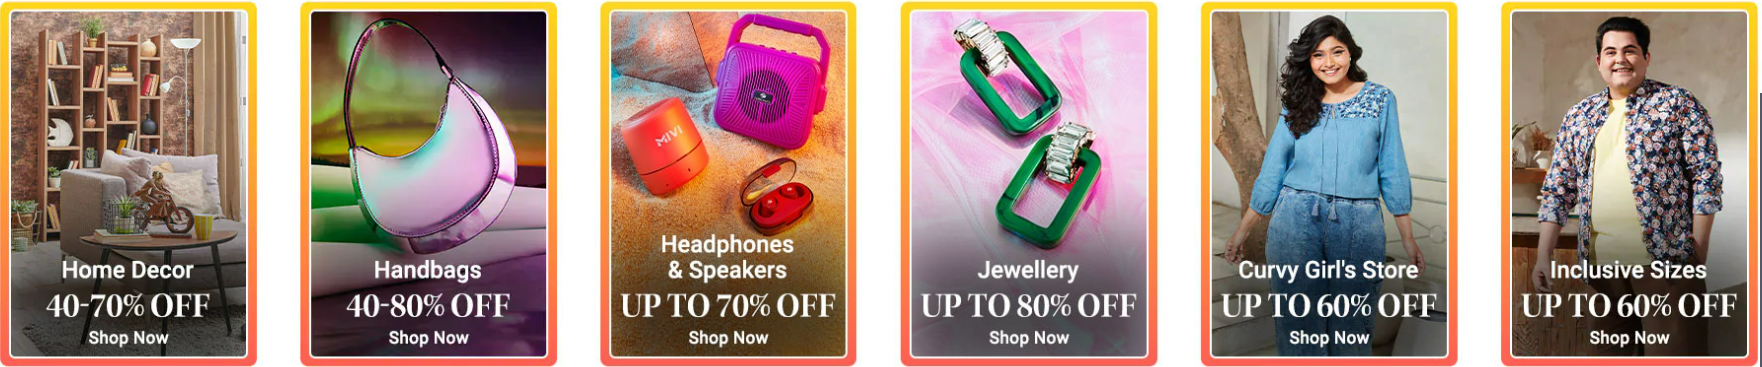 Home Decor
40-70% OFF
Shop Now
Handbags
40-80% OFF
Shop Now
MIVI
Headphones
& Speakers
UP TO 70% OFF
Shop Now
Jewellery
UP TO 80% OFF
Shop Now
Curvy Girl's Store
UP TO 60% OFF
Shop Now
Inclusive Sizes
UP TO 60% OFF
Shop Now